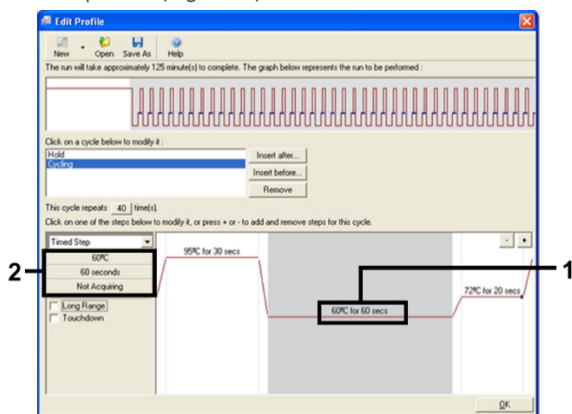 Edit Profile
New Open Save As Help
The run will take approximately 125 minute(s) to complete. The graph below represents the run to be performed :
Click on a cycle below to modify it :
Hold
Cycling
Insert after...
Insert before...
Remove
This cycle repeats 40 time(s).
Click on one of the steps below to modify it, or press + or - to add and remove steps for this cycle.
Timed Step
- +
60ºC
60 seconds
Not Acquiring
Long Range
Touchdown
2
95ºC for 30 secs
60ºC for 60 secs
72ºC for 20 secs
1
OK